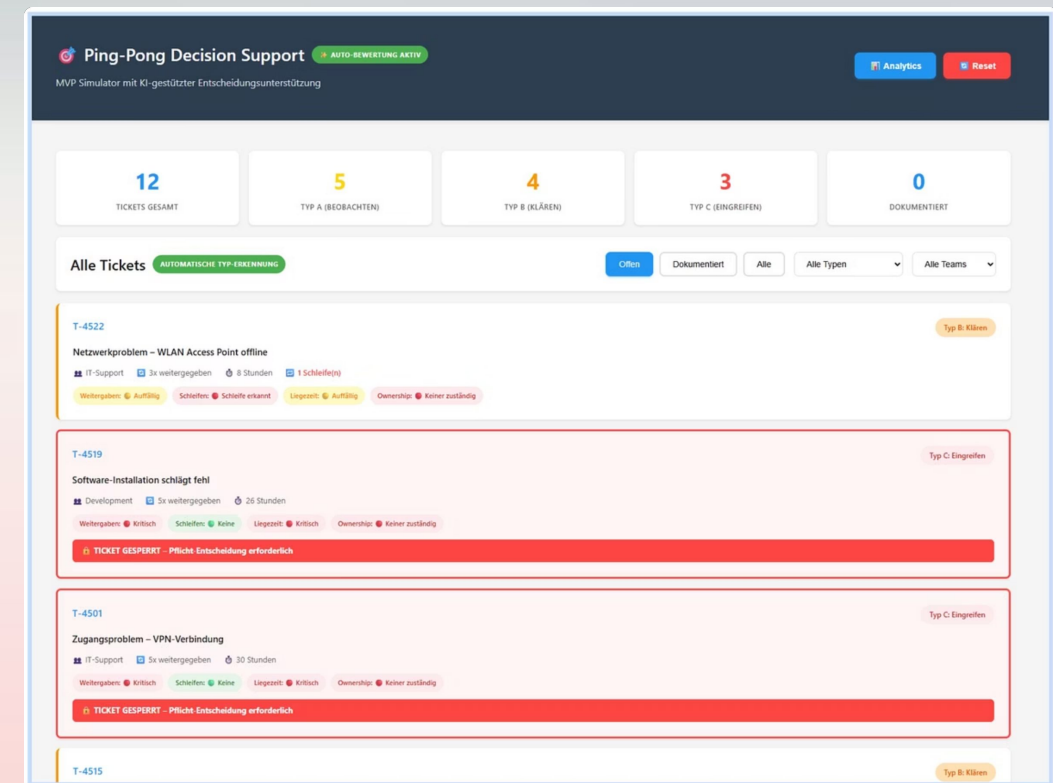 Ping-Pong Decision Support
AUTO-BEWERTUNG AKTIV
MVP Simulator mit KI-gestützter Entscheidungsunterstützung
Analytics
Reset
12
TICKETS GESAMT
5
TYP A (BEOBACHTEN)
4
TYP B (KLÄREN)
3
TYP C (EINGREIFEN)
0
DOKUMENTIERT
Alle Tickets
AUTOMATISCHE TYP-ERKENNUNG
Offen
Dokumentiert
Alle
Alle Typen
Alle Teams
T-4522
Typ B: Klären
Netzwerkproblem – WLAN Access Point offline
IT-Support 3x weitergegeben 8 Stunden 1 Schleife(n)
Weitergaben: Auffällig Schleifen: Schleife erkannt Liegezeit: Auffällig Ownership: Keiner zuständig
T-4519
Typ C: Eingreifen
Software-Installation schlägt fehl
Development 5x weitergegeben 26 Stunden
Weitergaben: Kritisch Schleifen: Keine Liegezeit: Kritisch Ownership: Keiner zuständig
TICKET GESPERRT – Pflicht-Entscheidung erforderlich
T-4501
Typ C: Eingreifen
Zugangsproblem – VPN-Verbindung
IT-Support 5x weitergegeben 30 Stunden
Weitergaben: Kritisch Schleifen: Keine Liegezeit: Kritisch Ownership: Keiner zuständig
TICKET GESPERRT – Pflicht-Entscheidung erforderlich
T-4515
Typ B: Klären